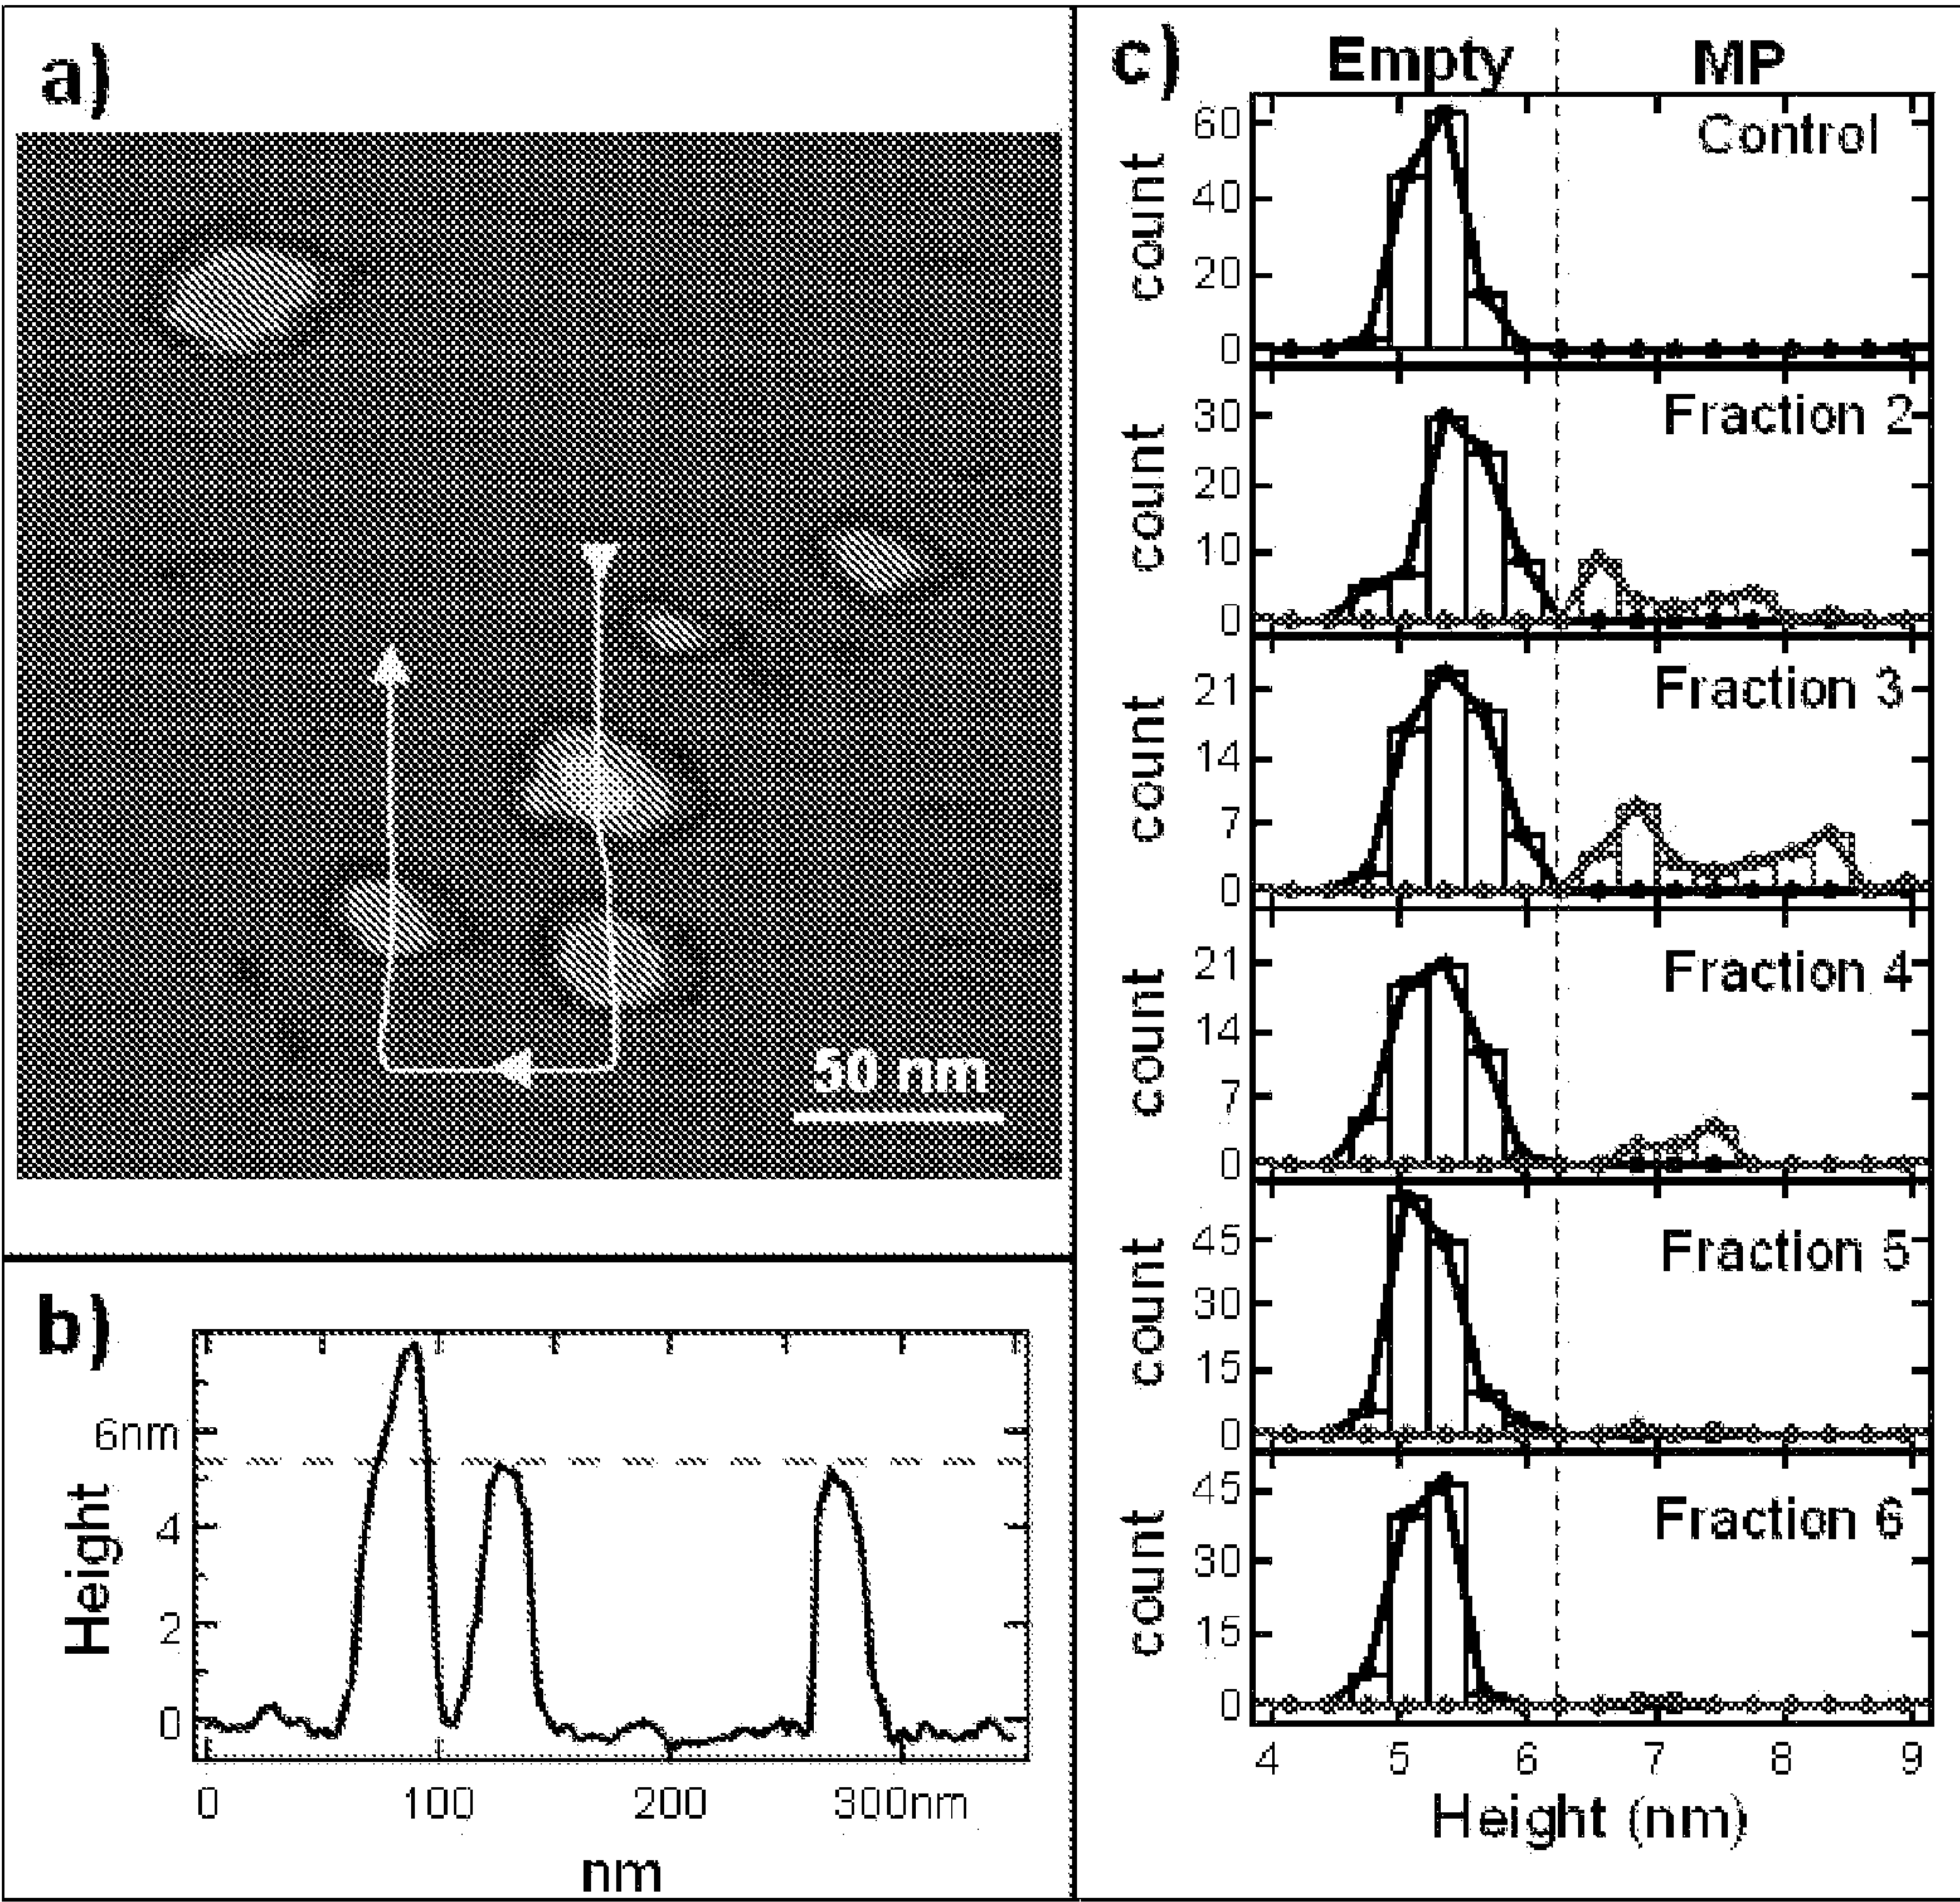 a)
50 nm
b)
6nm
4
2
0
Height
0 100 200 300nm
nm
c)
Empty MP
Control
60
40
20
0
count
Fraction 2
30
20
10
0
count
Fraction 3
21
14
7
0
count
Fraction 4
21
14
7
0
count
Fraction 5
45
30
15
0
count
Fraction 6
45
30
15
0
count
4 5 6 7 8 9
Height (nm)